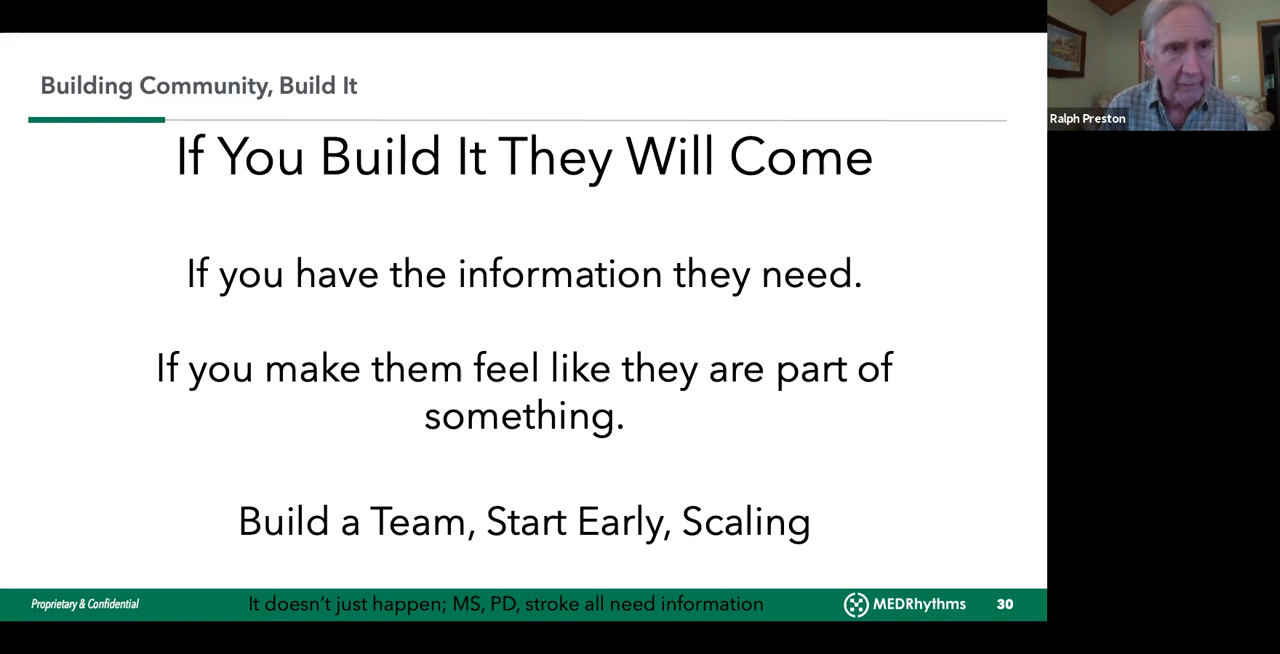 Building Community, Build It
If You Build It They Will Come
If you have the information they need.
If you make them feel like they are part of
something.
Build a Team, Start Early, Scaling
Proprietary & Confidential
It doesn't just happen; MS, PD, stroke all need information
MEDRhythms
30
Ralph Preston